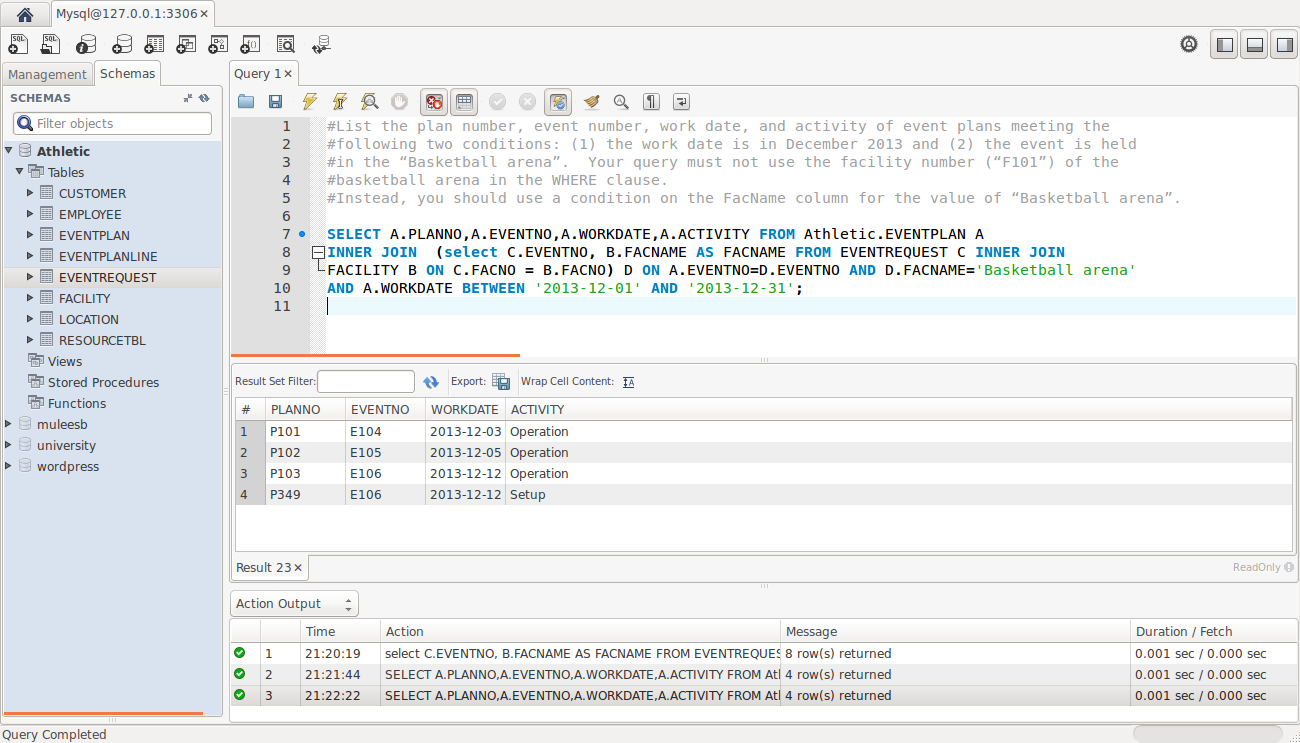 Mysql@127.0.0.1:3306
SQL SQL
Management Schemas
SCHEMAS
Filter objects
Athletic
Tables
CUSTOMER
EMPLOYEE
EVENTPLAN
EVENTPLANLINE
EVENTREQUEST
FACILITY
LOCATION
RESOURCETBL
Views
Stored Procedures
Functions
muleesb
university
wordpress
Query 1
1 #List the plan number, event number, work date, and activity of event plans meeting the
2 #following two conditions: (1) the work date is in December 2013 and (2) the event is held
3 #in the “Basketball arena”.  Your query must not use the facility number (“F101”) of the
4 #basketball arena in the WHERE clause.
5 #Instead, you should use a condition on the FacName column for the value of “Basketball arena”.
6
7 SELECT A.PLANNO,A.EVENTNO,A.WORKDATE,A.ACTIVITY FROM Athletic.EVENTPLAN A
8 INNER JOIN  (select C.EVENTNO, B.FACNAME AS FACNAME FROM EVENTREQUEST C INNER JOIN
9 FACILITY B ON C.FACNO = B.FACNO) D ON A.EVENTNO=D.EVENTNO AND D.FACNAME='Basketball arena'
10 AND A.WORKDATE BETWEEN '2013-12-01' AND '2013-12-31';
11
Result Set Filter: Export: Wrap Cell Content:
# PLANNO EVENTNO WORKDATE ACTIVITY
1 P101 E104 2013-12-03 Operation
2 P102 E105 2013-12-05 Operation
3 P103 E106 2013-12-12 Operation
4 P349 E106 2013-12-12 Setup
Result 23 ReadOnly
Action Output
Time Action Message Duration / Fetch
1 21:20:19 select C.EVENTNO, B.FACNAME AS FACNAME FROM EVENTREQUES 8 row(s) returned 0.001 sec / 0.000 sec
2 21:21:44 SELECT A.PLANNO,A.EVENTNO,A.WORKDATE,A.ACTIVITY FROM Atl 4 row(s) returned 0.001 sec / 0.000 sec
3 21:22:22 SELECT A.PLANNO,A.EVENTNO,A.WORKDATE,A.ACTIVITY FROM Atl 4 row(s) returned 0.001 sec / 0.000 sec
Query Completed